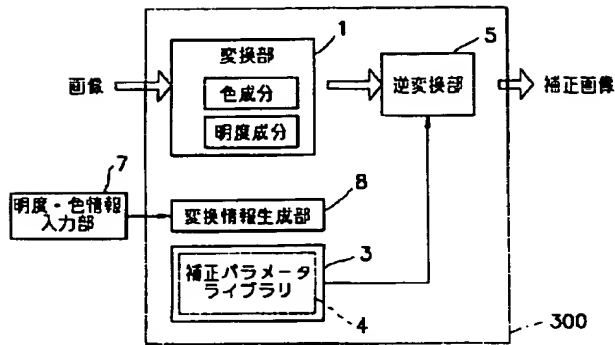 1
変換部
色成分
明度成分
画像
5
逆変換部
補正画像
7
明度・色情報
入力部
8
変換情報生成部
3
補正パラメータ
ライブラリ
4
300